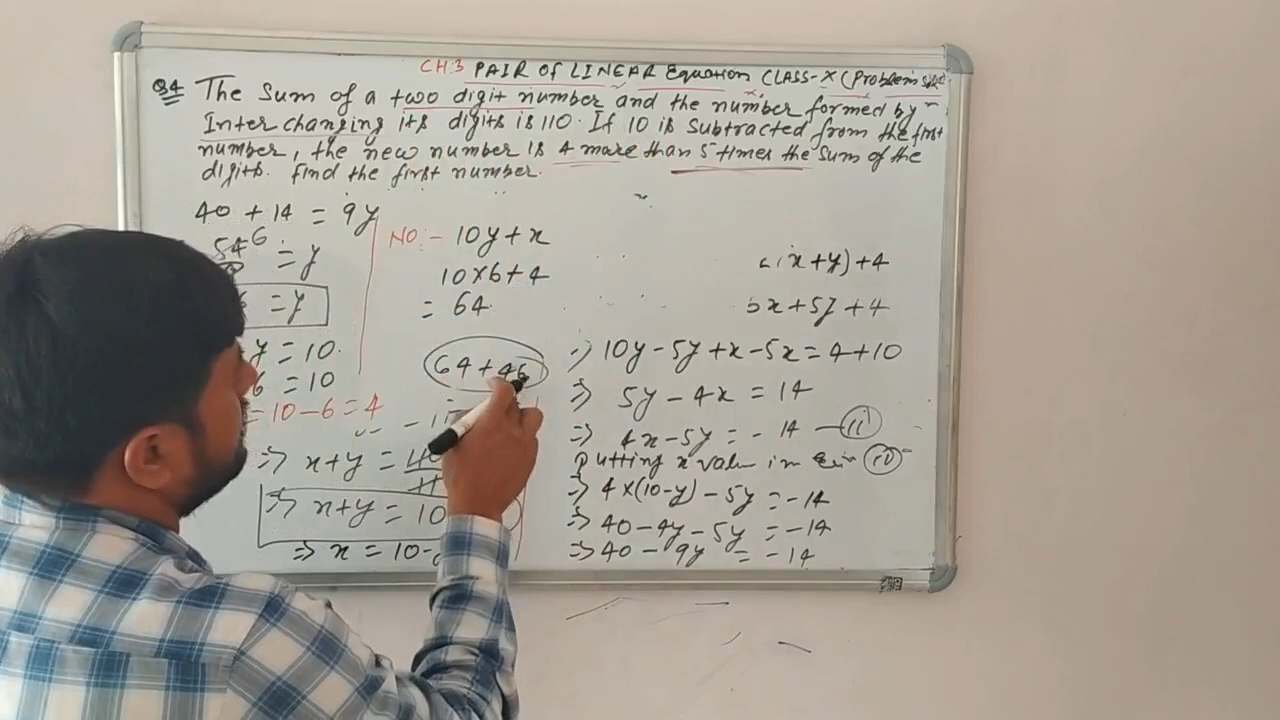 CH.3 PAIR OF LINEAR Equation CLASS-X (Problem
Q4 The Sum of a two digit number and the number formed by
Inter changing its digits is 110. If 10 is Subtracted from the first
number, the new number is 4 more than 5 times the Sum of the
digits. find the first number.
40 + 14 = 9y
54 6 = y
= y
y = 10.
6 = 10
= 10 - 6 = 4
⇒ x + y =
⇒ x + y = 10
⇒ x = 10-
NO:- 10y + x
10×6+4
= 64.
64+46
(x+y)+4
5x+5y+4
⇒ 10y-5y+x-5x = 4+10
⇒ 5y-4x = 14
⇒ 4x-5y = -14 — (ii)
putting x value in
⇒ 4×(10-y)-5y = -14
⇒ 40-4y-5y = -14
⇒ 40 - 9y = -14